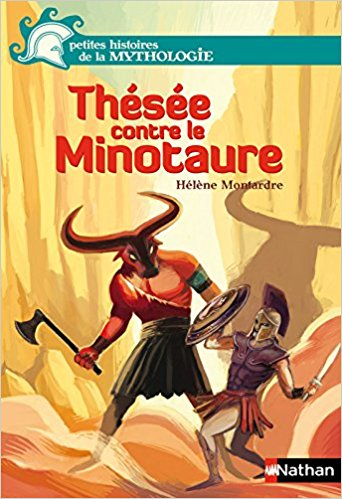 petites histoires
de la MYTHOLOGIE
Thésée
contre le
Minotaure
Hélène Montardre
Nathan